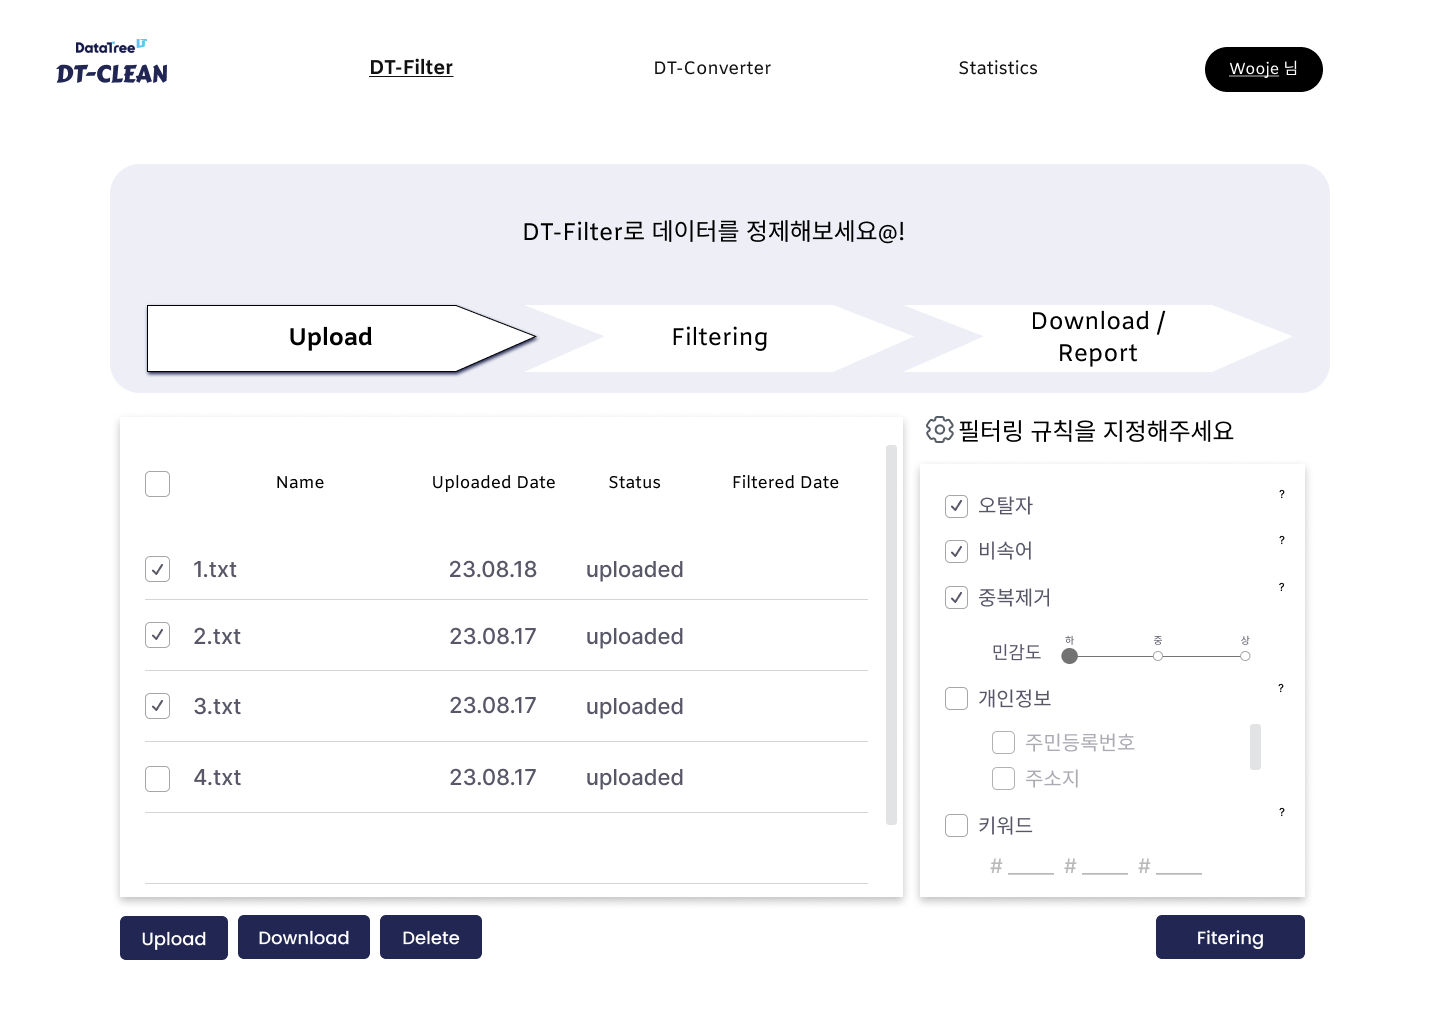 DataTree IT
DT-CLEAN
DT-Filter
DT-Converter
Statistics
Wooje 님
DT-Filter로 데이터를 정제해보세요@!
Upload
Filtering
Download /
Report
필터링 규칙을 지정해주세요
Name Uploaded Date Status Filtered Date
1.txt 23.08.18 uploaded
2.txt 23.08.17 uploaded
3.txt 23.08.17 uploaded
4.txt 23.08.17 uploaded
오탈자 ?
비속어 ?
중복제거 ?
하 중 상
민감도
개인정보 ?
주민등록번호
주소지
키워드 ?
# ____ # ____ # ____
Upload
Download
Delete
Fitering